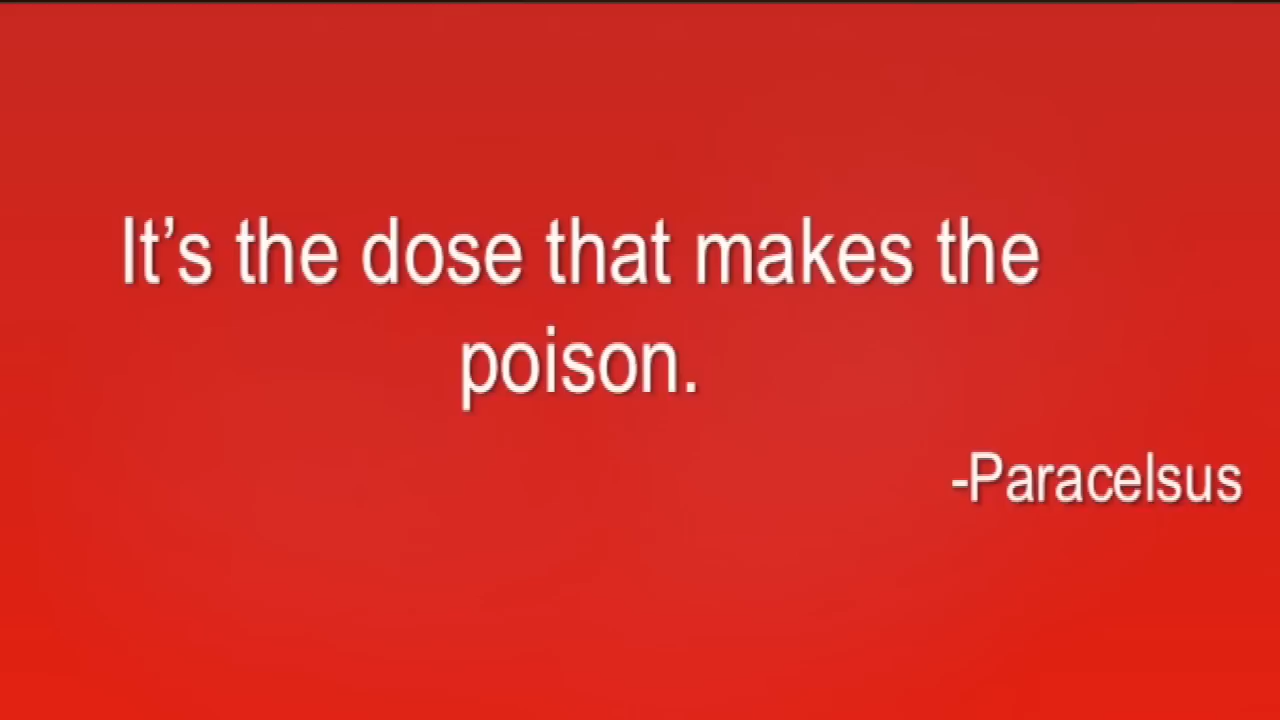 It’s the dose that makes the
poison.
-Paracelsus